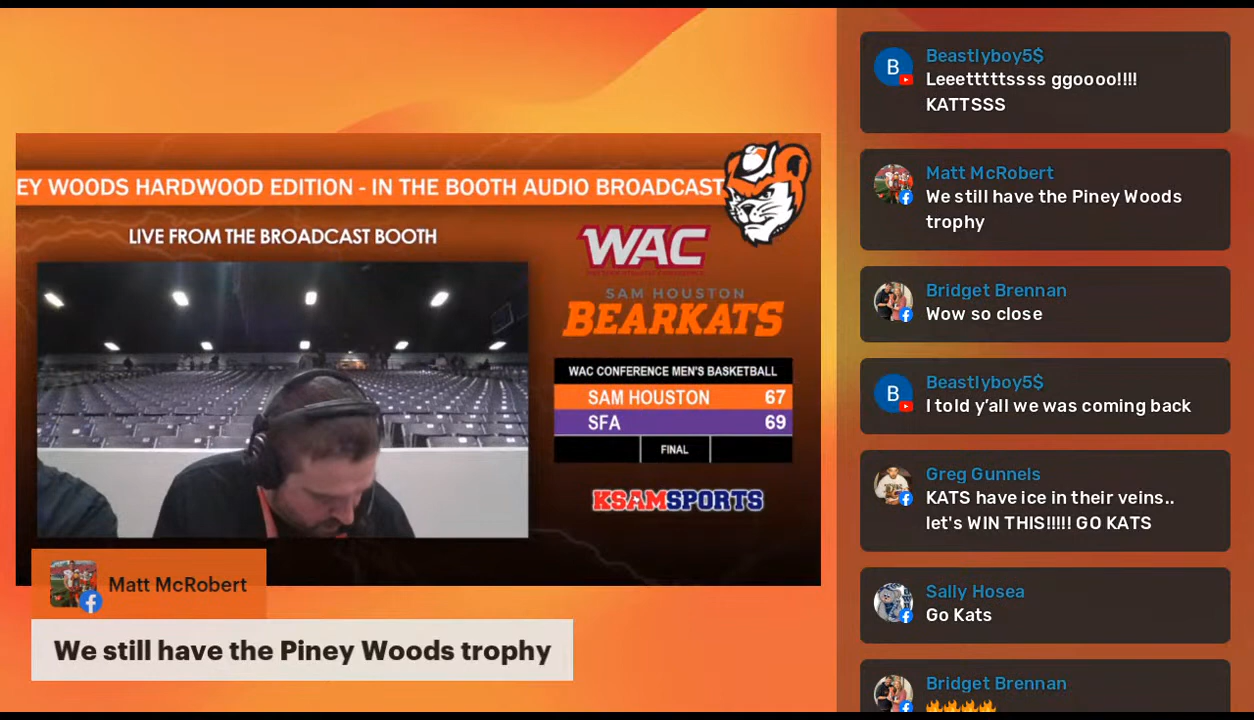 EY WOODS HARDWOOD EDITION - IN THE BOOTH AUDIO BROADCAST
LIVE FROM THE BROADCAST BOOTH
WAC
SAM HOUSTON
BEARKATS
WAC CONFERENCE MEN'S BASKETBALL
SAM HOUSTON 67
SFA 69
FINAL
KSAMSPORTS
Matt McRobert
We still have the Piney Woods trophy
B
Beastlyboy5$
Leeetttttssss ggoooo!!!!
KATTSSS
Matt McRobert
We still have the Piney Woods
trophy
Bridget Brennan
Wow so close
B
Beastlyboy5$
I told y’all we was coming back
Greg Gunnels
KATS have ice in their veins..
let's WIN THIS!!!!! GO KATS
Sally Hosea
Go Kats
Bridget Brennan
🔥🔥🔥🔥